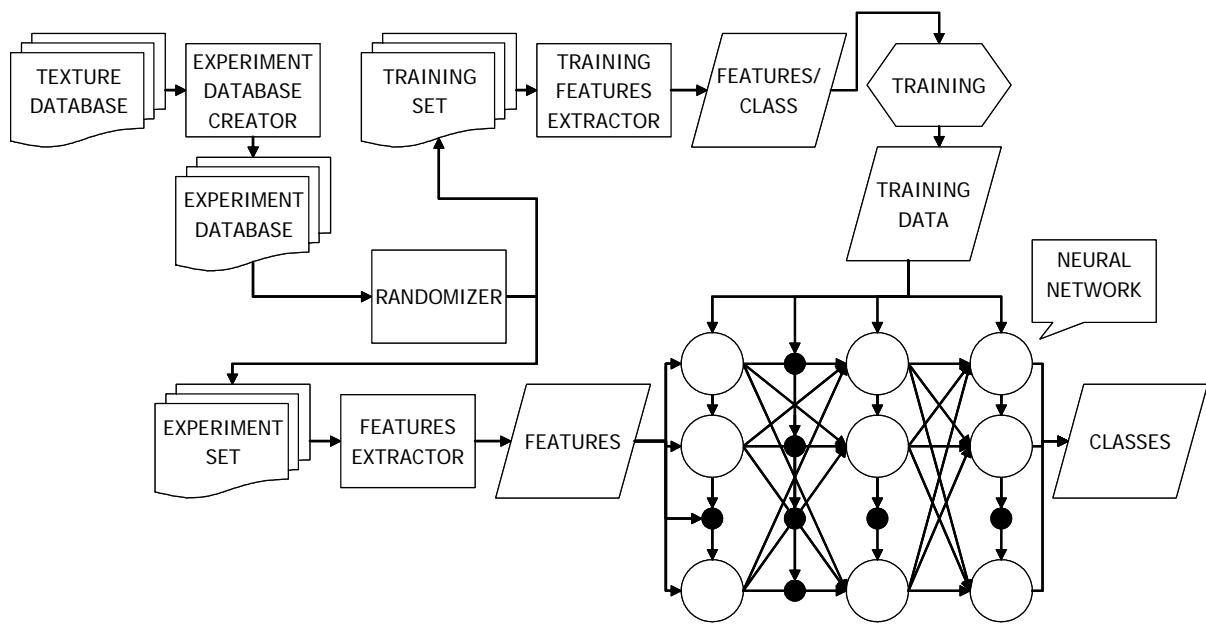 TEXTURE
DATABASE
EXPERIMENT
DATABASE
CREATOR
EXPERIMENT
DATABASE
RANDOMIZER
TRAINING
SET
TRAINING
FEATURES
EXTRACTOR
FEATURES/
CLASS
TRAINING
TRAINING
DATA
NEURAL
NETWORK
EXPERIMENT
SET
FEATURES
EXTRACTOR
FEATURES
CLASSES